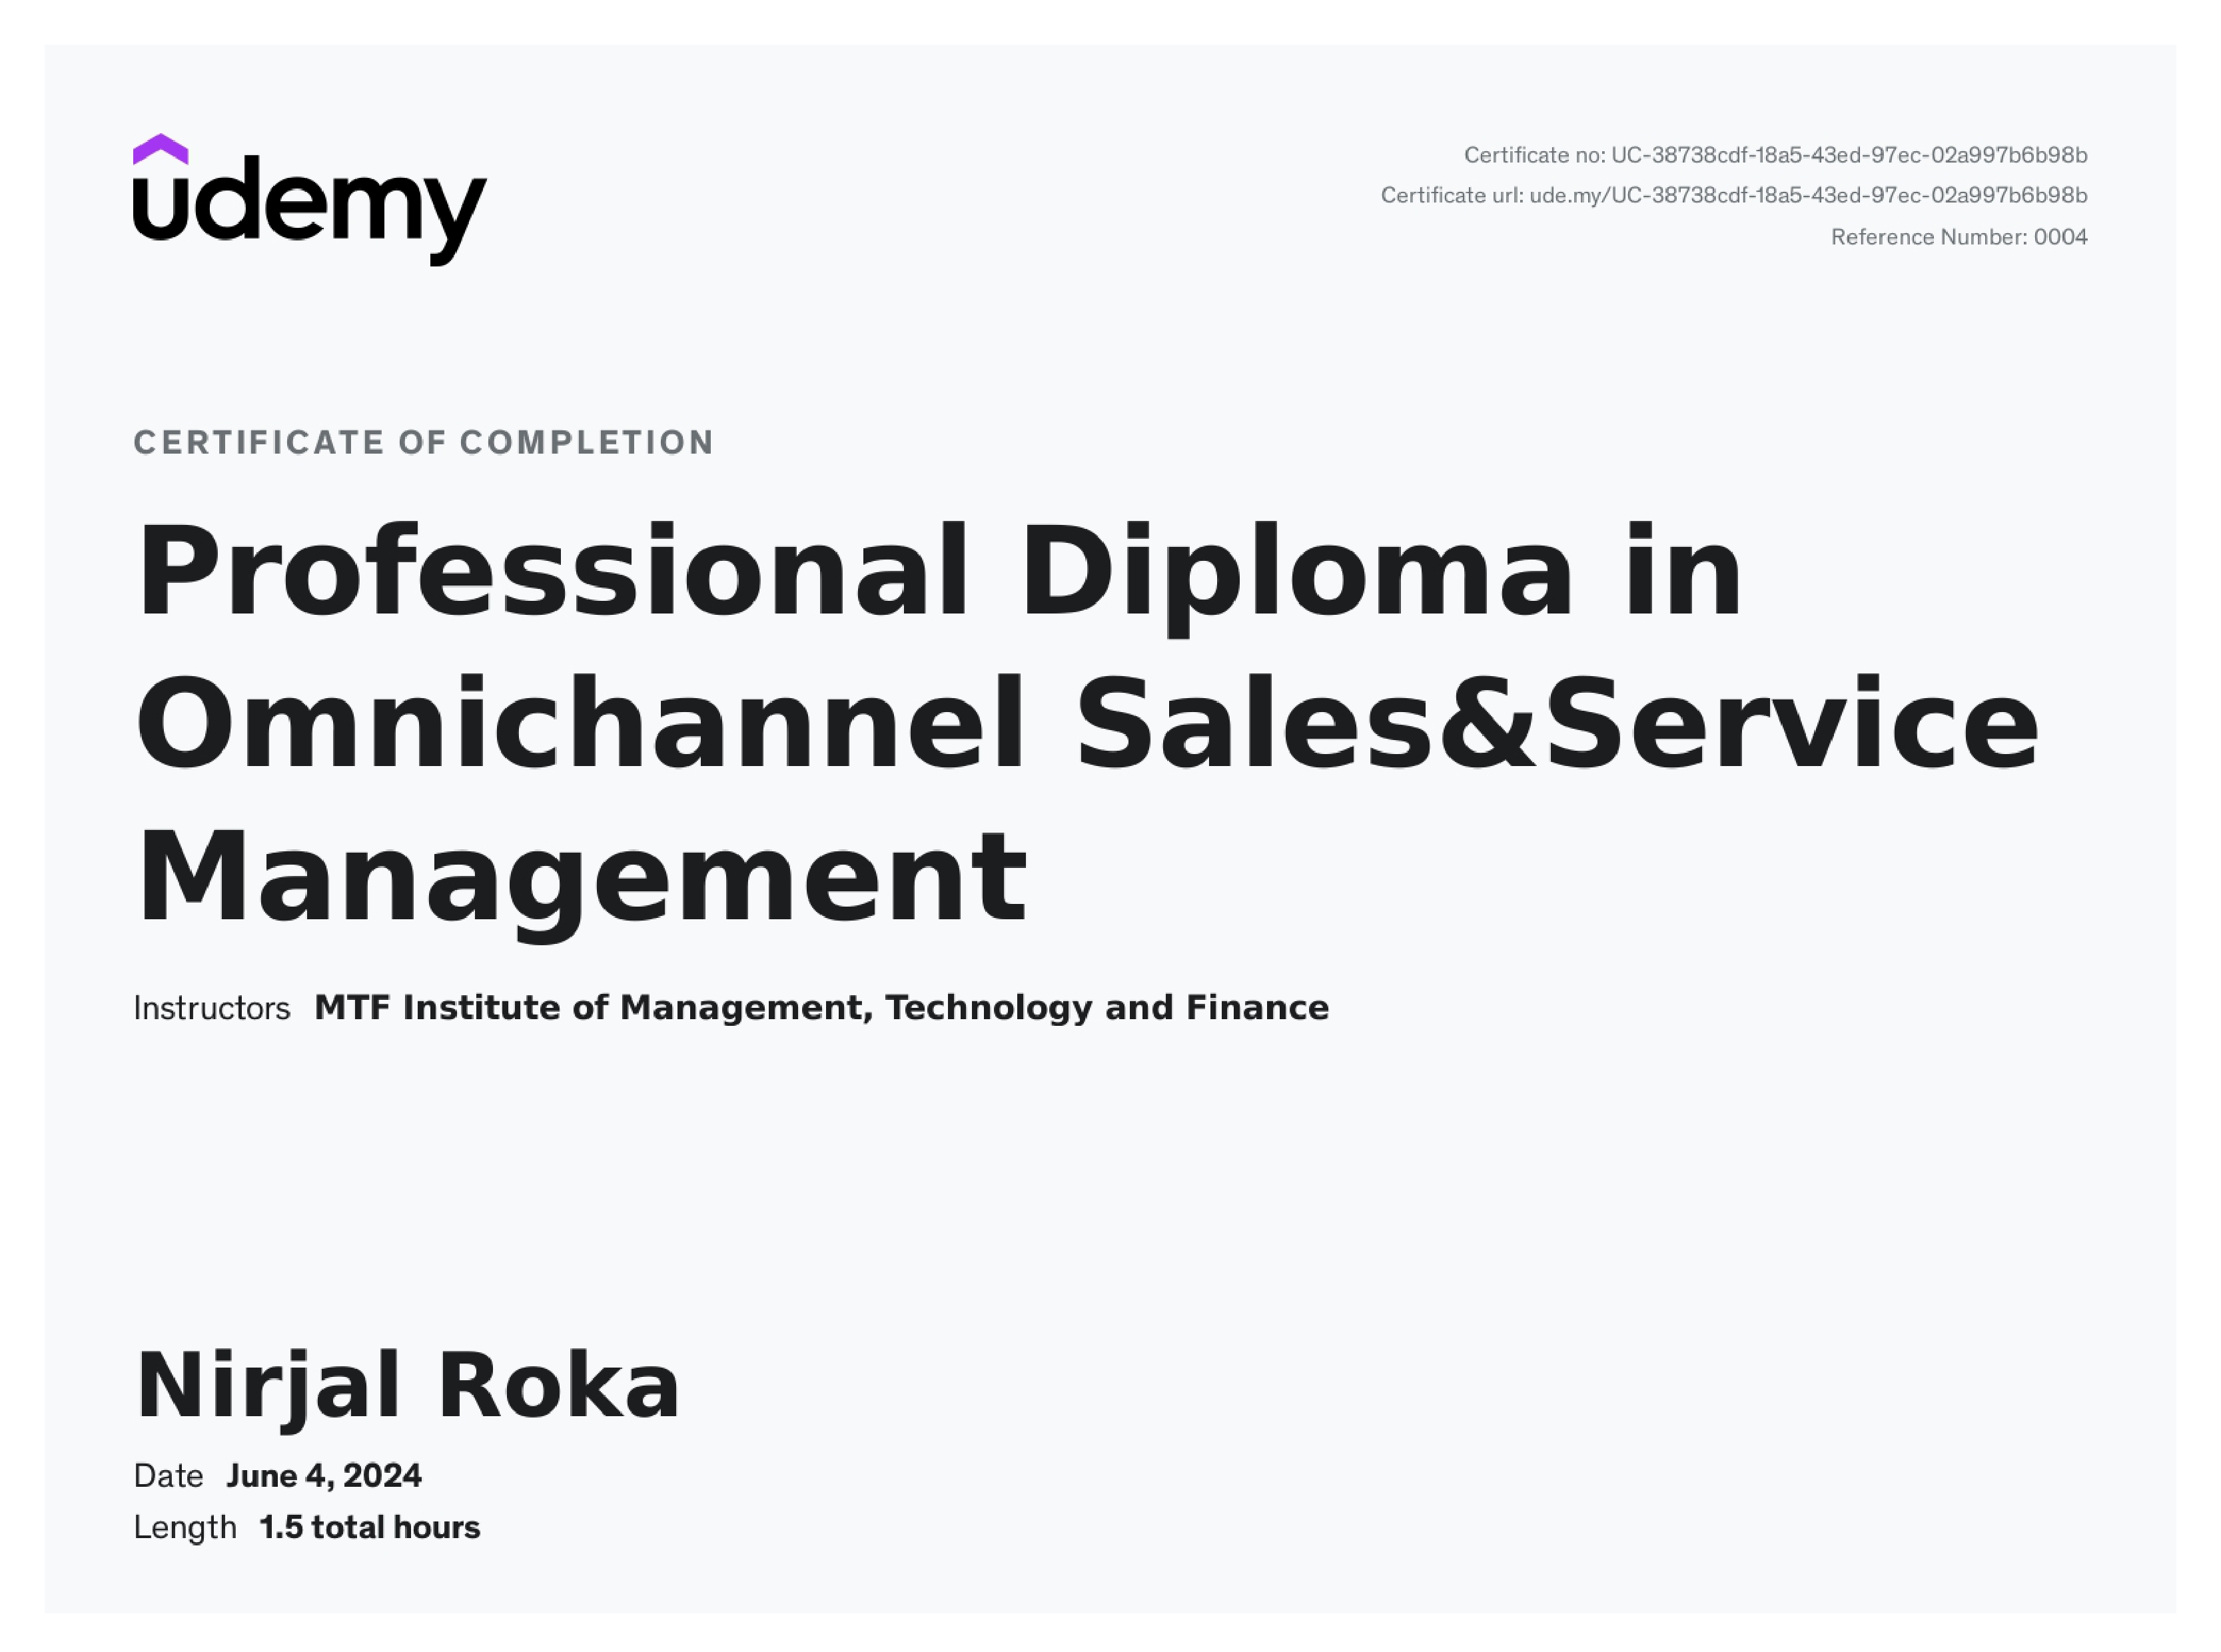 udemy
Certificate no: UC-38738cdf-18a5-43ed-97ec-02a997b6b98b
Certificate url: ude.my/UC-38738cdf-18a5-43ed-97ec-02a997b6b98b
Reference Number: 0004
CERTIFICATE OF COMPLETION
Professional Diploma in
Omnichannel Sales&Service
Management
Instructors MTF Institute of Management, Technology and Finance
Nirjal Roka
Date June 4, 2024
Length 1.5 total hours